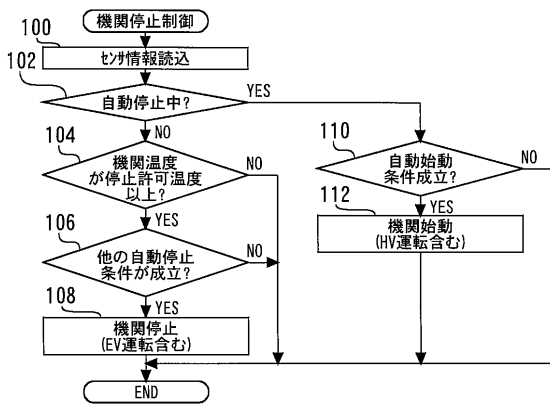 機関停止制御
100
センサ情報読込
102
自動停止中?
YES
NO
104
機関温度
が停止許可温度
以上?
NO
YES
110
自動始動
条件成立?
NO
YES
106
他の自動停止
条件が成立?
NO
YES
112
機関始動
(HV運転含む)
108
機関停止
(EV運転含む)
END